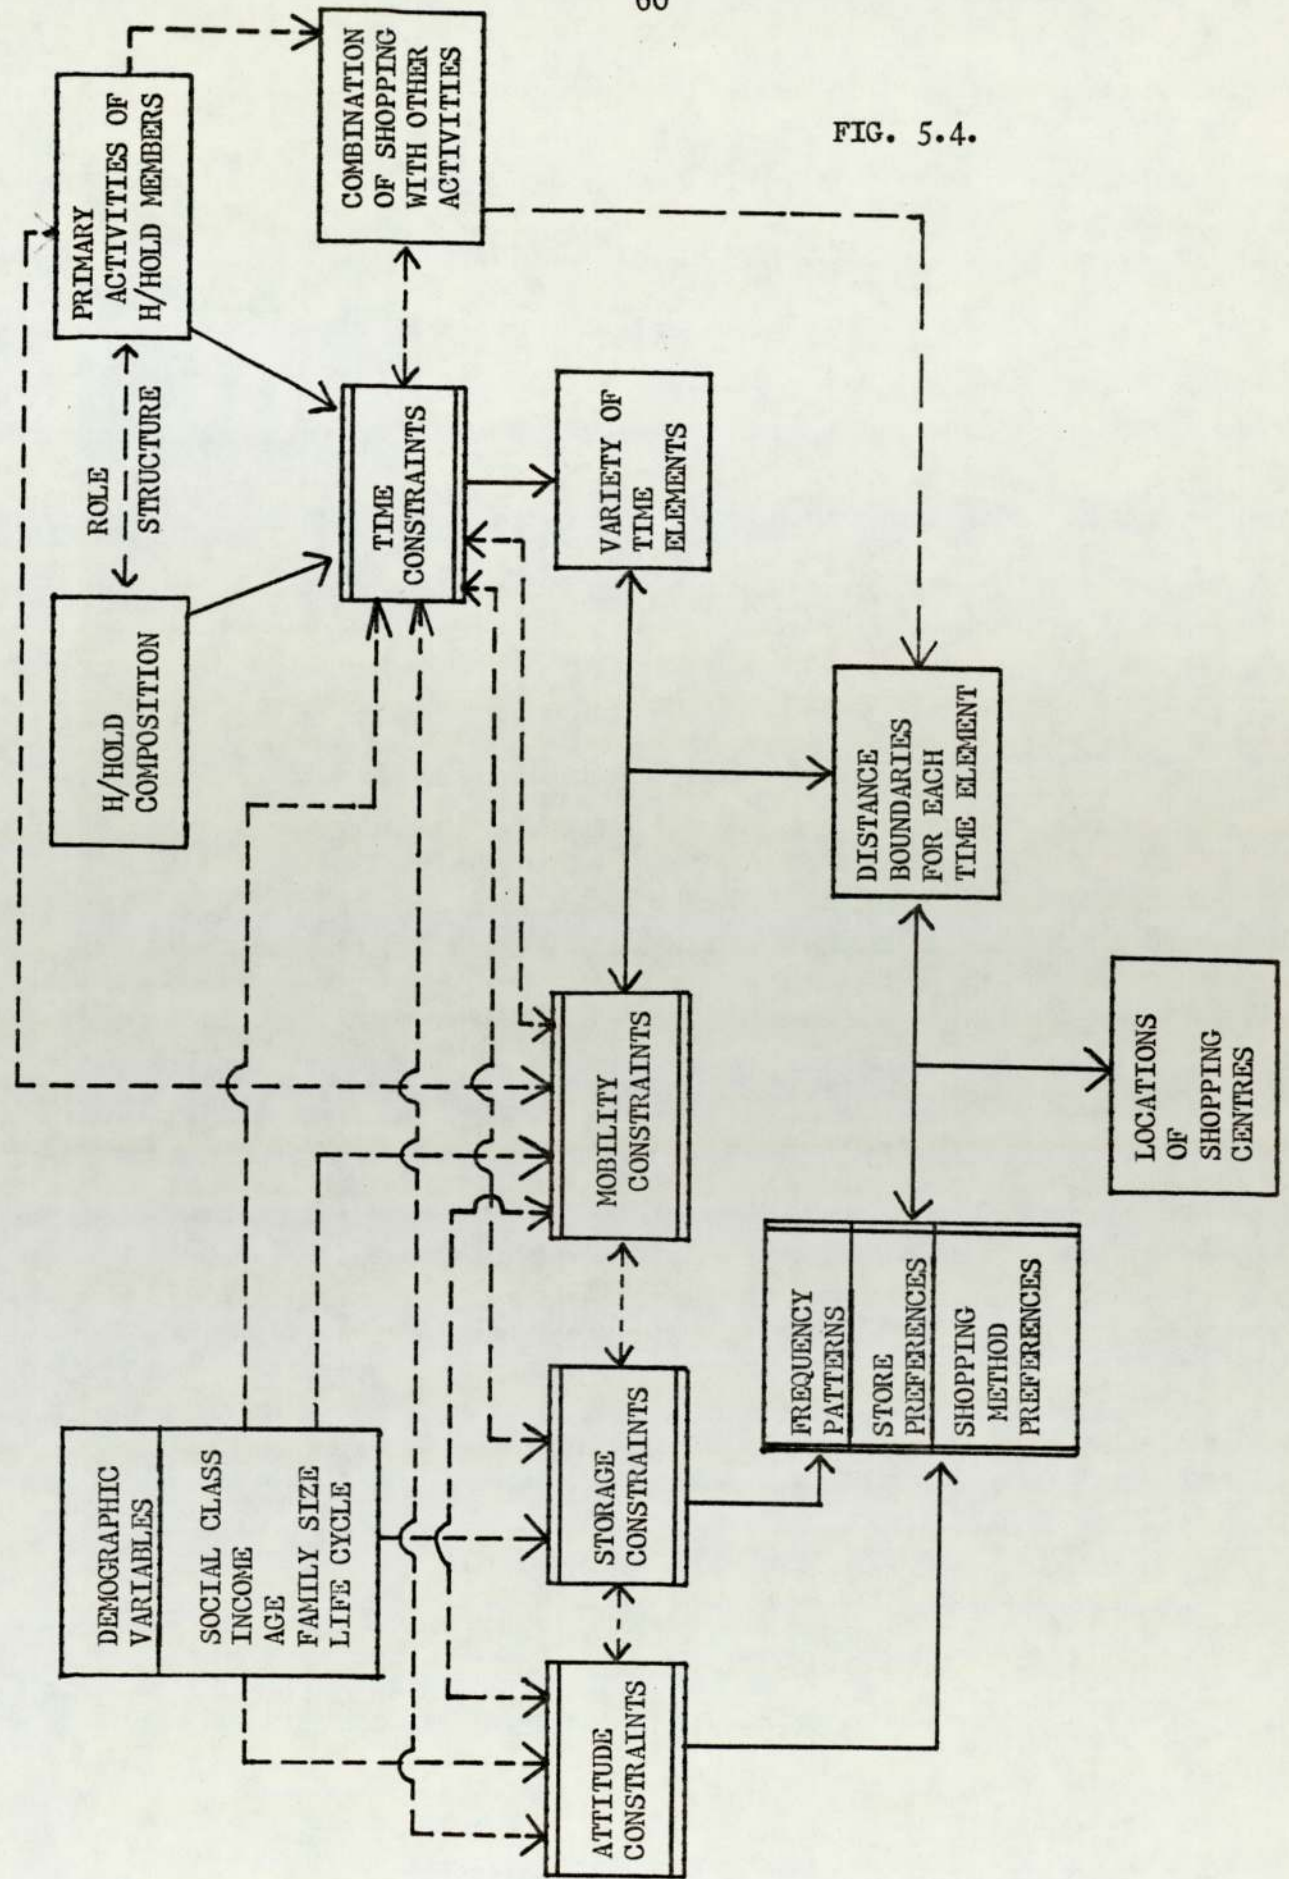 60
FIG. 5.4.
DEMOGRAPHIC
VARIABLES
SOCIAL CLASS
INCOME
AGE
FAMILY SIZE
LIFE CYCLE
H/HOLD
COMPOSITION
ROLE
STRUCTURE
PRIMARY
ACTIVITIES OF
H/HOLD MEMBERS
COMBINATION
OF SHOPPING
WITH OTHER
ACTIVITIES
TIME
CONSTRAINTS
ATTITUDE
CONSTRAINTS
STORAGE
CONSTRAINTS
MOBILITY
CONSTRAINTS
VARIETY OF
TIME
ELEMENTS
FREQUENCY
PATTERNS
STORE
PREFERENCES
SHOPPING
METHOD
PREFERENCES
DISTANCE
BOUNDARIES
FOR EACH
TIME ELEMENT
LOCATIONS
OF
SHOPPING
CENTRES